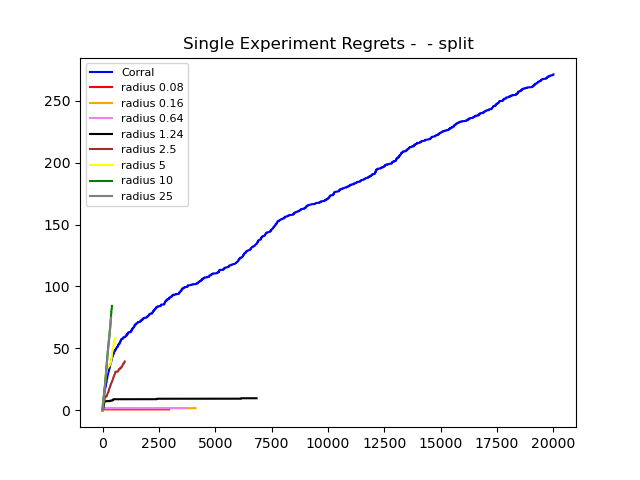 Single Experiment Regrets -  - split
Corral
radius 0.08
radius 0.16
radius 0.64
radius 1.24
radius 2.5
radius 5
radius 10
radius 25
250
200
150
100
50
0
0 2500 5000 7500 10000 12500 15000 17500 20000